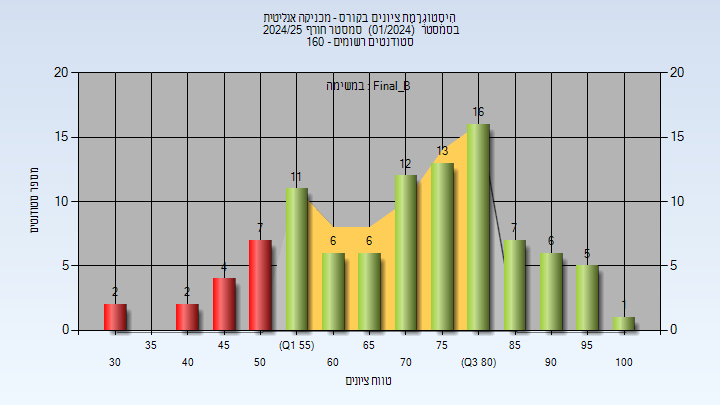 היסטוגרמת ציונים בקורס - מכניקה אנליטית
בסמסטר (01/2024) סמסטר חורף 2024/25
סטודנטים רשומים - 160
במשימה : Final_B
20 20
15 15
10 10
5 5
0 0
מספר סטודנטים
2 2 4 7 11 6 6 12 13 16 7 6 5 1
35 45 (Q1 55) 65 75 85 95
30 40 50 60 70 (Q3 80) 90 100
טווח ציונים